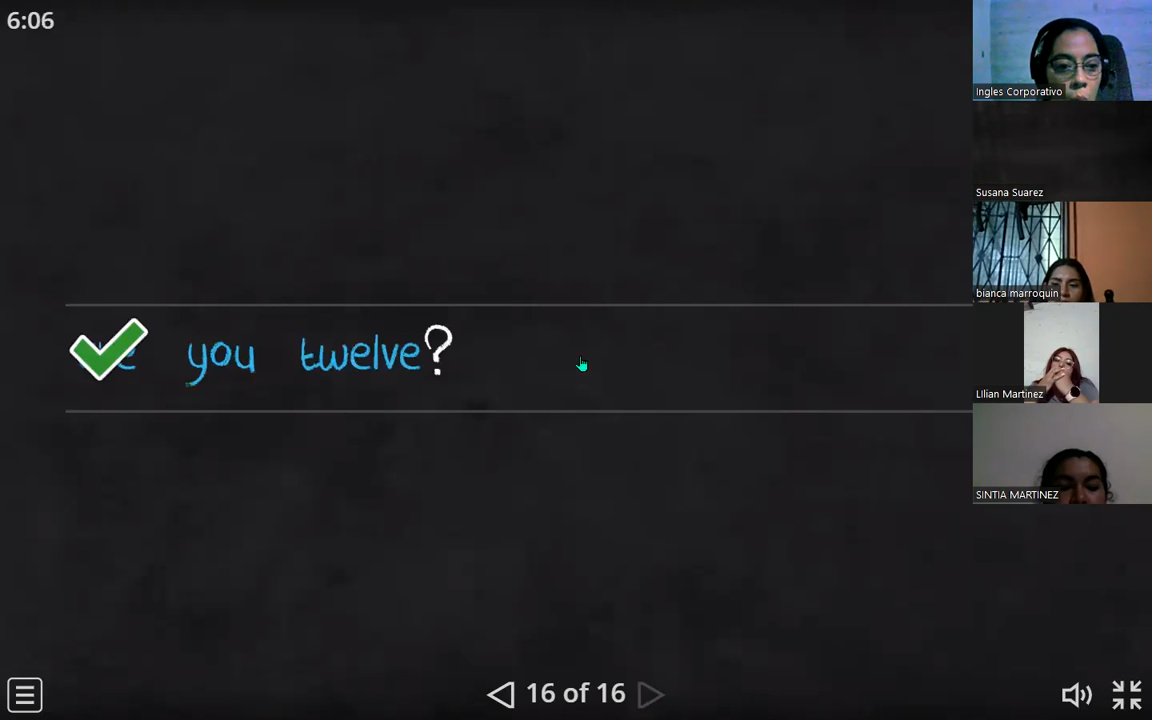 6:06
Ingles Corporativo
Susana Suarez
bianca marroquin
you twelve?
LIlian Martinez
SINTIA MARTINEZ
16 of 16